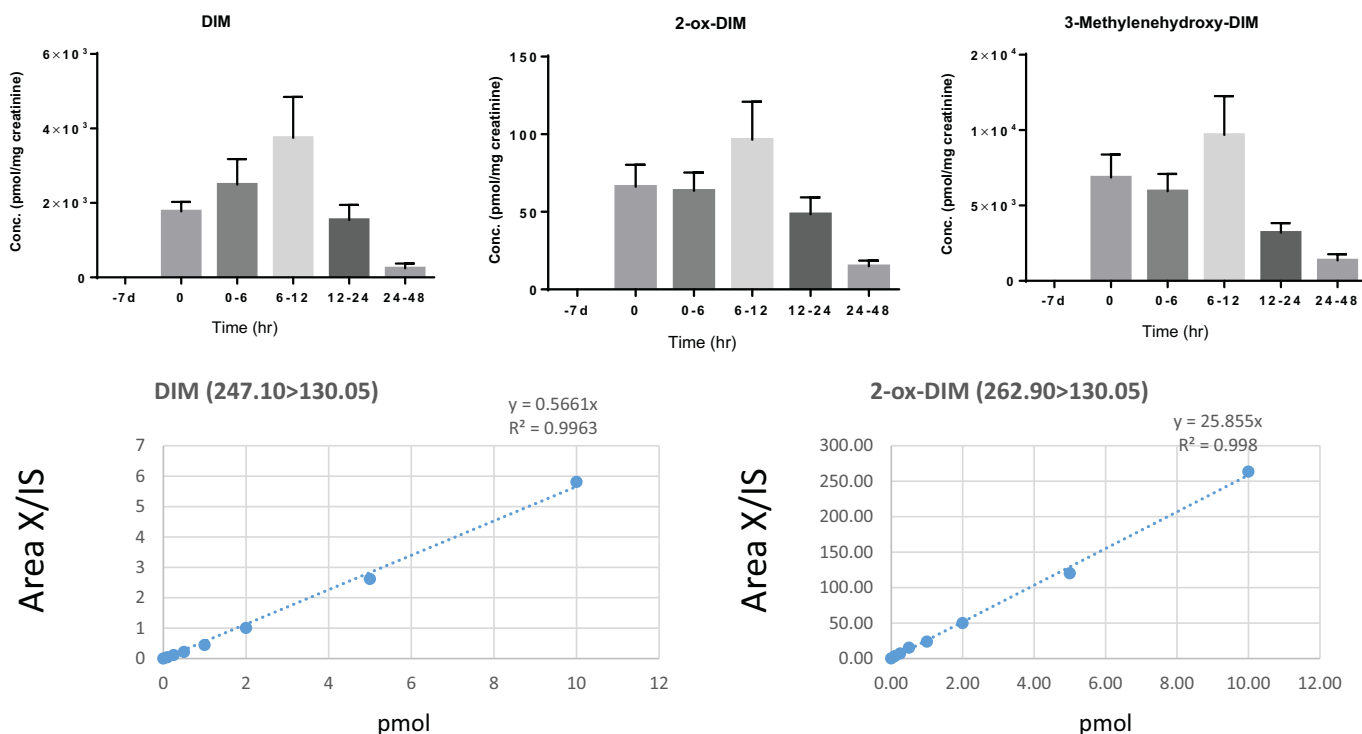 DIM
6×10³
4×10³
2×10³
0
Conc. (pmol/mg creatinine)
-7 d 0 0-6 6-12 12-24 24-48
Time (hr)
2-ox-DIM
150
100
50
0
Conc. (pmol/mg creatinine)
-7 d 0 0-6 6-12 12-24 24-48
Time (hr)
3-Methylenehydroxy-DIM
2×10⁴
1×10⁴
5×10³
0
Conc. (pmol/mg creatinine)
-7 d 0 0-6 6-12 12-24 24-48
Time (hr)
DIM (247.10>130.05)
y = 0.5661x
R² = 0.9963
7
6
5
4
3
2
1
0
Area X/IS
0 2 4 6 8 10 12
pmol
2-ox-DIM (262.90>130.05)
y = 25.855x
R² = 0.998
300.00
250.00
200.00
150.00
100.00
50.00
0.00
Area X/IS
0.00 2.00 4.00 6.00 8.00 10.00 12.00
pmol